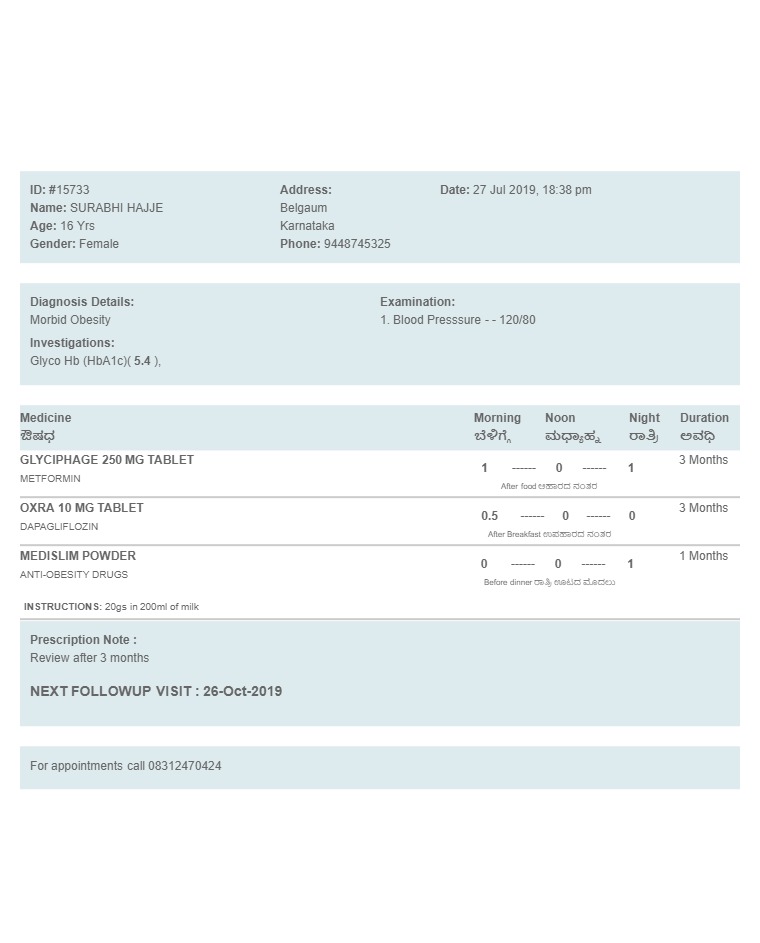 ID: #15733
Name: SURABHI HAJJE
Age: 16 Yrs
Gender: Female
Address:
Belgaum
Karnataka
Phone: 9448745325
Date: 27 Jul 2019, 18:38 pm
Diagnosis Details:
Morbid Obesity
Investigations:
Glyco Hb (HbA1c)( 5.4 ),
Examination:
1. Blood Presssure - - 120/80
Medicine Morning Noon Night Duration
ಔಷಧ ಬೆಳಿಗ್ಗೆ ಮಧ್ಯಾಹ್ನ ರಾತ್ರಿ ಅವಧಿ
GLYCIPHAGE 250 MG TABLET 1 ------ 0 ------ 1 3 Months
METFORMIN After food ಆಹಾರದ ನಂತರ
OXRA 10 MG TABLET 0.5 ------ 0 ------ 0 3 Months
DAPAGLIFLOZIN After Breakfast ಉಪಹಾರದ ನಂತರ
MEDISLIM POWDER 0 ------ 0 ------ 1 1 Months
ANTI-OBESITY DRUGS Before dinner ರಾತ್ರಿ ಊಟದ ಮೊದಲು
INSTRUCTIONS: 20gs in 200ml of milk
Prescription Note :
Review after 3 months
NEXT FOLLOWUP VISIT : 26-Oct-2019
For appointments call 08312470424